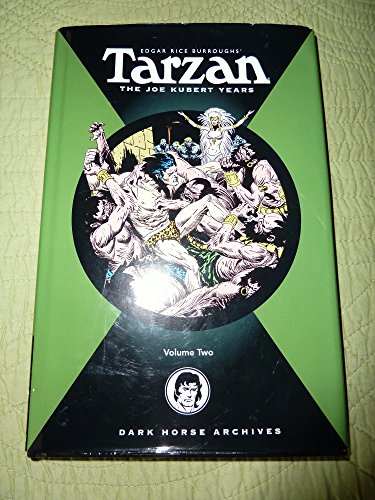 EDGAR RICE BURROUGHS'
Tarzan
THE JOE KUBERT YEARS
Volume Two
DARK HORSE ARCHIVES